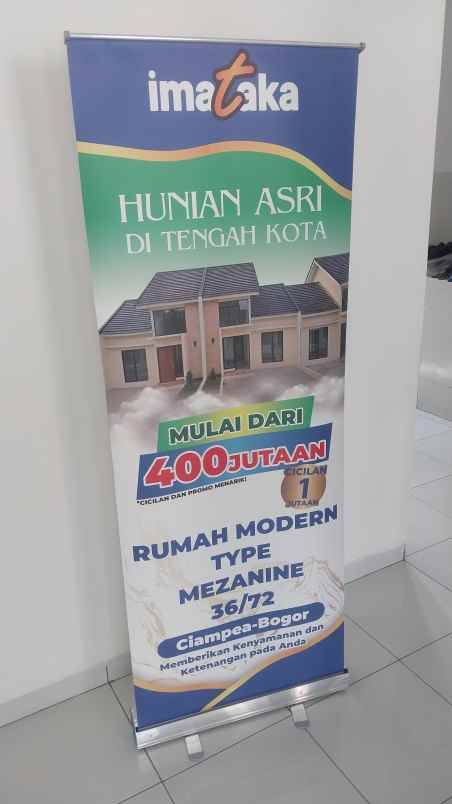 imataka
HUNIAN ASRI
DI TENGAH KOTA
MULAI DARI
400JUTAAN
*CICILAN DAN PROMO MENARIK!
CICILAN
1
JUTAAN
RUMAH MODERN
TYPE
MEZANINE
36/72
Ciampea-Bogor
Memberikan Kenyamanan dan
Ketenangan pada Anda